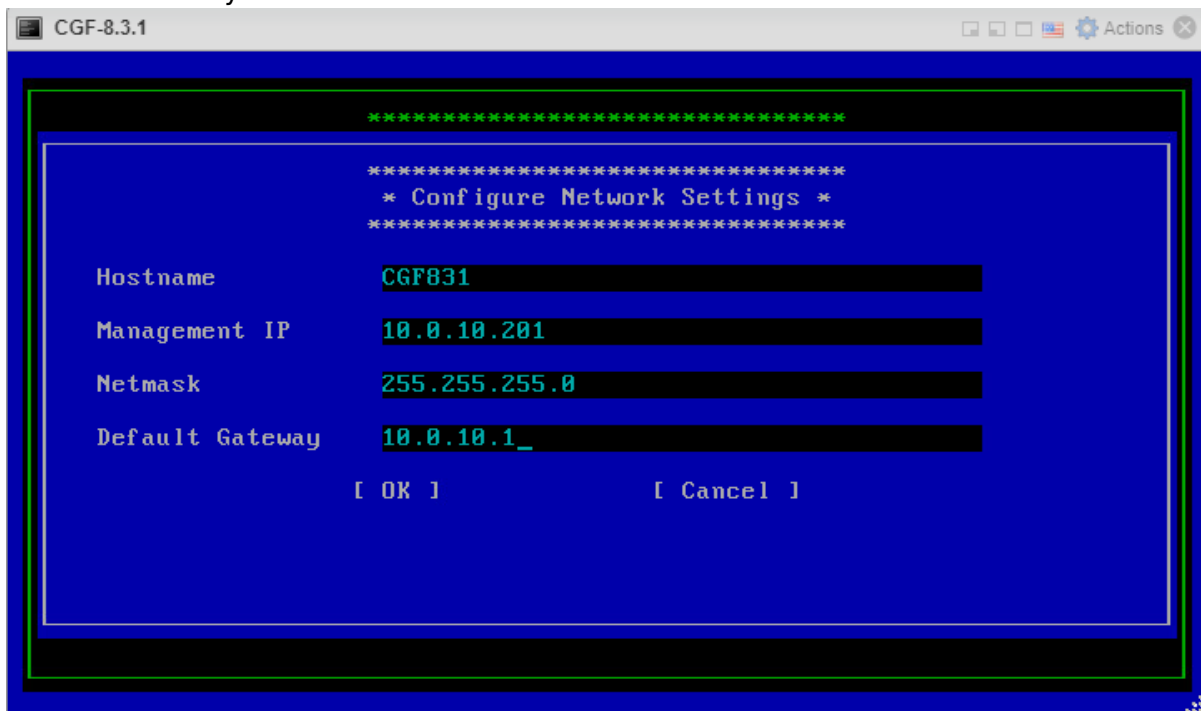 CGF-8.3.1 Actions
********************************
********************************
* Configure Network Settings *
********************************
Hostname CGF831
Management IP 10.0.10.201
Netmask 255.255.255.0
Default Gateway 10.0.10.1_
[ OK ] [ Cancel ]